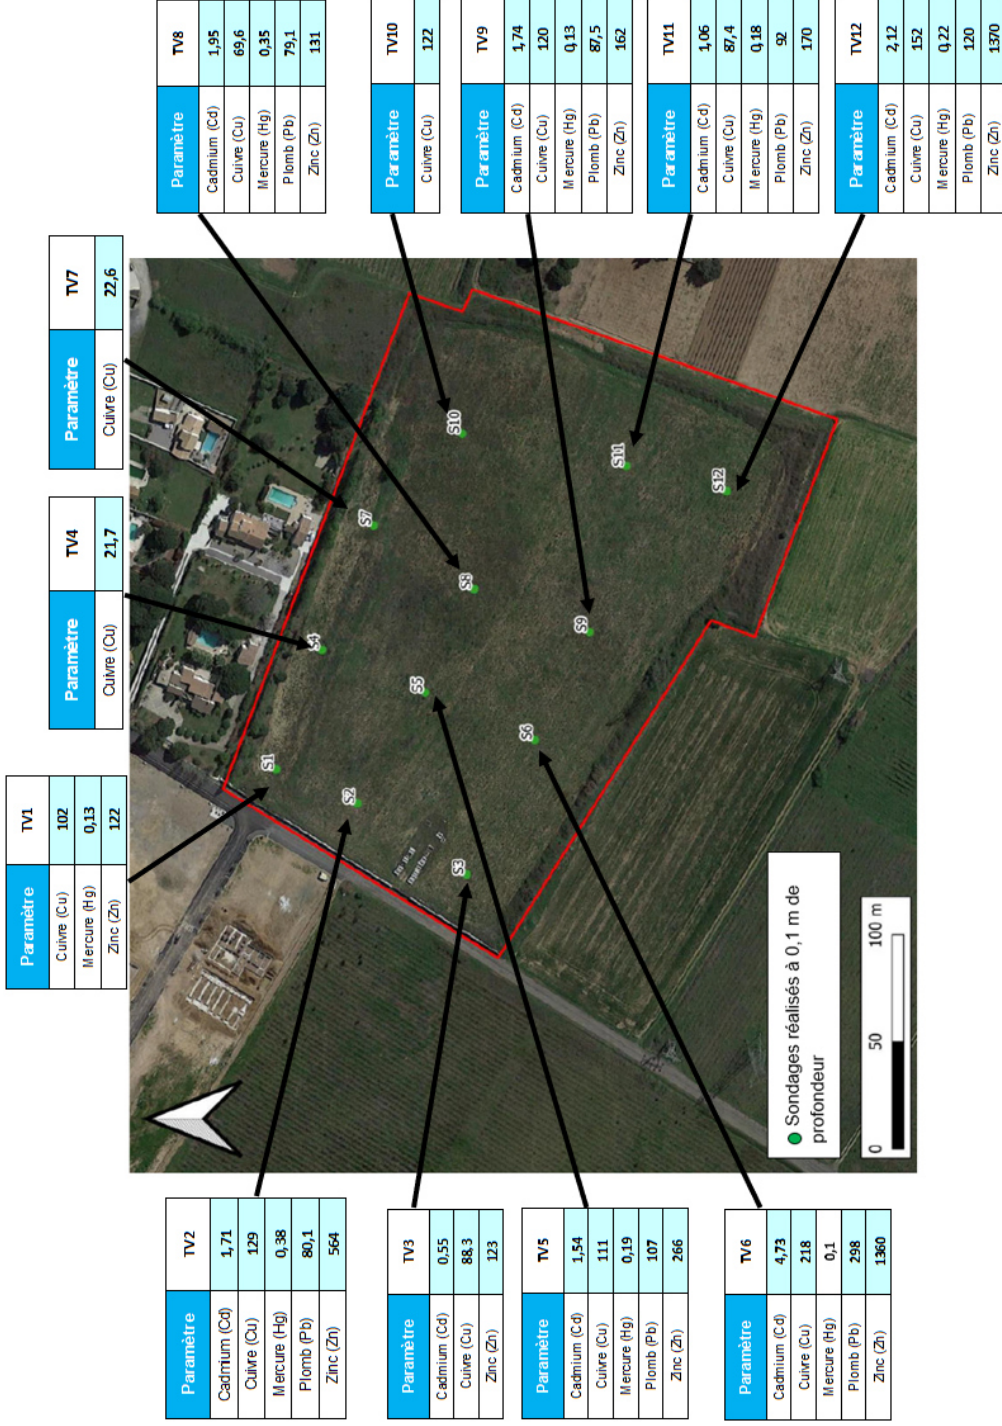 Paramètre TV1
Cuivre (Cu) 102
Mercure (Hg) 0,13
Zinc (Zn) 122
Paramètre TV4
Cuivre (Cu) 21,7
Paramètre TV7
Cuivre (Cu) 22,6
Paramètre TV2
Cadmium (Cd) 1,71
Cuivre (Cu) 129
Mercure (Hg) 0,38
Plomb (Pb) 80,1
Zinc (Zn) 564
Paramètre TV3
Cadmium (Cd) 0,55
Cuivre (Cu) 88,3
Zinc (Zn) 123
Paramètre TV5
Cadmium (Cd) 1,54
Cuivre (Cu) 111
Mercure (Hg) 0,19
Plomb (Pb) 107
Zinc (Zn) 266
Paramètre TV6
Cadmium (Cd) 4,73
Cuivre (Cu) 218
Mercure (Hg) 0,1
Plomb (Pb) 298
Zinc (Zn) 1360
S1
S4
S7
S2
S5
S8
S10
S3
S6
S9
S11
S12
Sondages réalisés à 0,1 m de
profondeur
0 50 100 m
Paramètre TV8
Cadmium (Cd) 1,95
Cuivre (Cu) 69,6
Mercure (Hg) 0,35
Plomb (Pb) 79,1
Zinc (Zn) 131
Paramètre TV10
Cuivre (Cu) 122
Paramètre TV9
Cadmium (Cd) 1,74
Cuivre (Cu) 120
Mercure (Hg) 0,13
Plomb (Pb) 87,5
Zinc (Zn) 162
Paramètre TV11
Cadmium (Cd) 1,06
Cuivre (Cu) 87,4
Mercure (Hg) 0,18
Plomb (Pb) 92
Zinc (Zn) 170
Paramètre TV12
Cadmium (Cd) 2,12
Cuivre (Cu) 152
Mercure (Hg) 0,22
Plomb (Pb) 120
Zinc (Zn) 1370